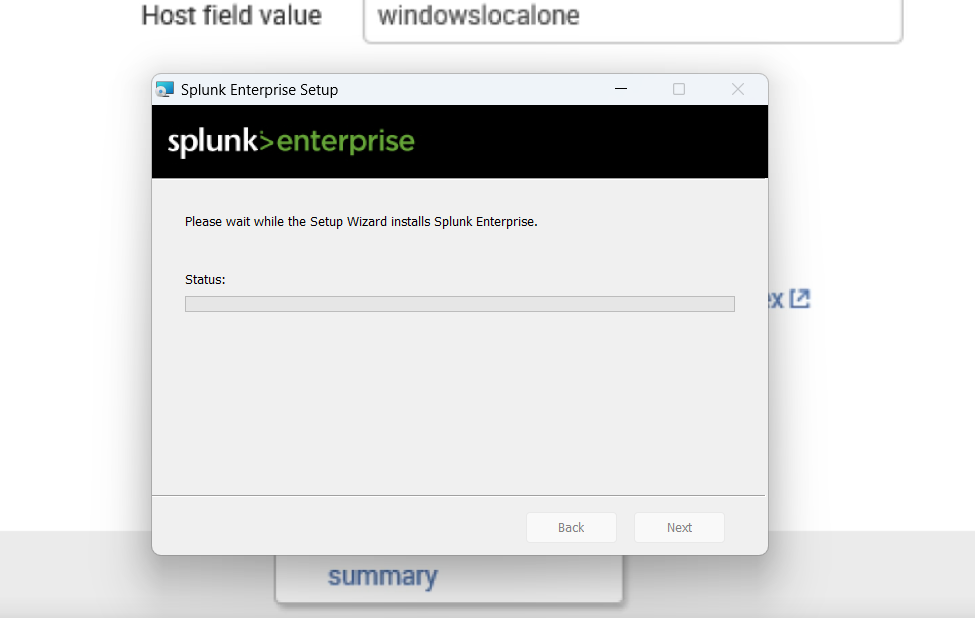 Host field value windowslocalone
Splunk Enterprise Setup
splunk>enterprise
Please wait while the Setup Wizard installs Splunk Enterprise.
Status:
ex
Back Next
summary